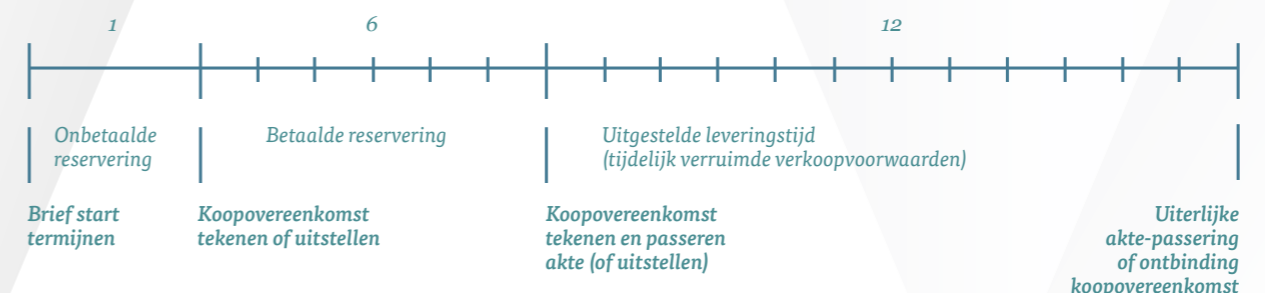 1
6
12
Onbetaalde
reservering
Betaalde reservering
Uitgestelde leveringstijd
(tijdelijk verruimde verkoopvoorwaarden)
Brief start
termijnen
Koopovereenkomst
tekenen of uitstellen
Koopovereenkomst
tekenen en passeren
akte (of uitstellen)
Uiterlijke
akte-passering
of ontbinding
koopovereenkomst